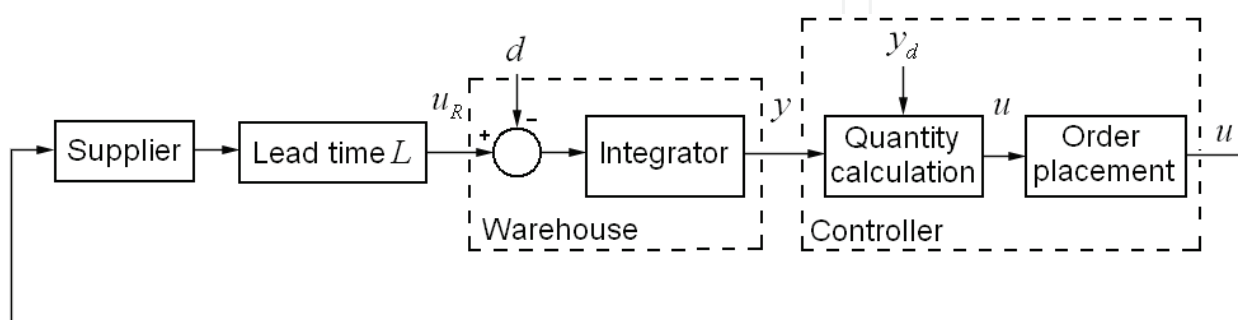 Supplier
Lead time L
u_R
d
+
−
Integrator
Warehouse
y
y_d
Quantity
calculation
u
Order
placement
u
Controller